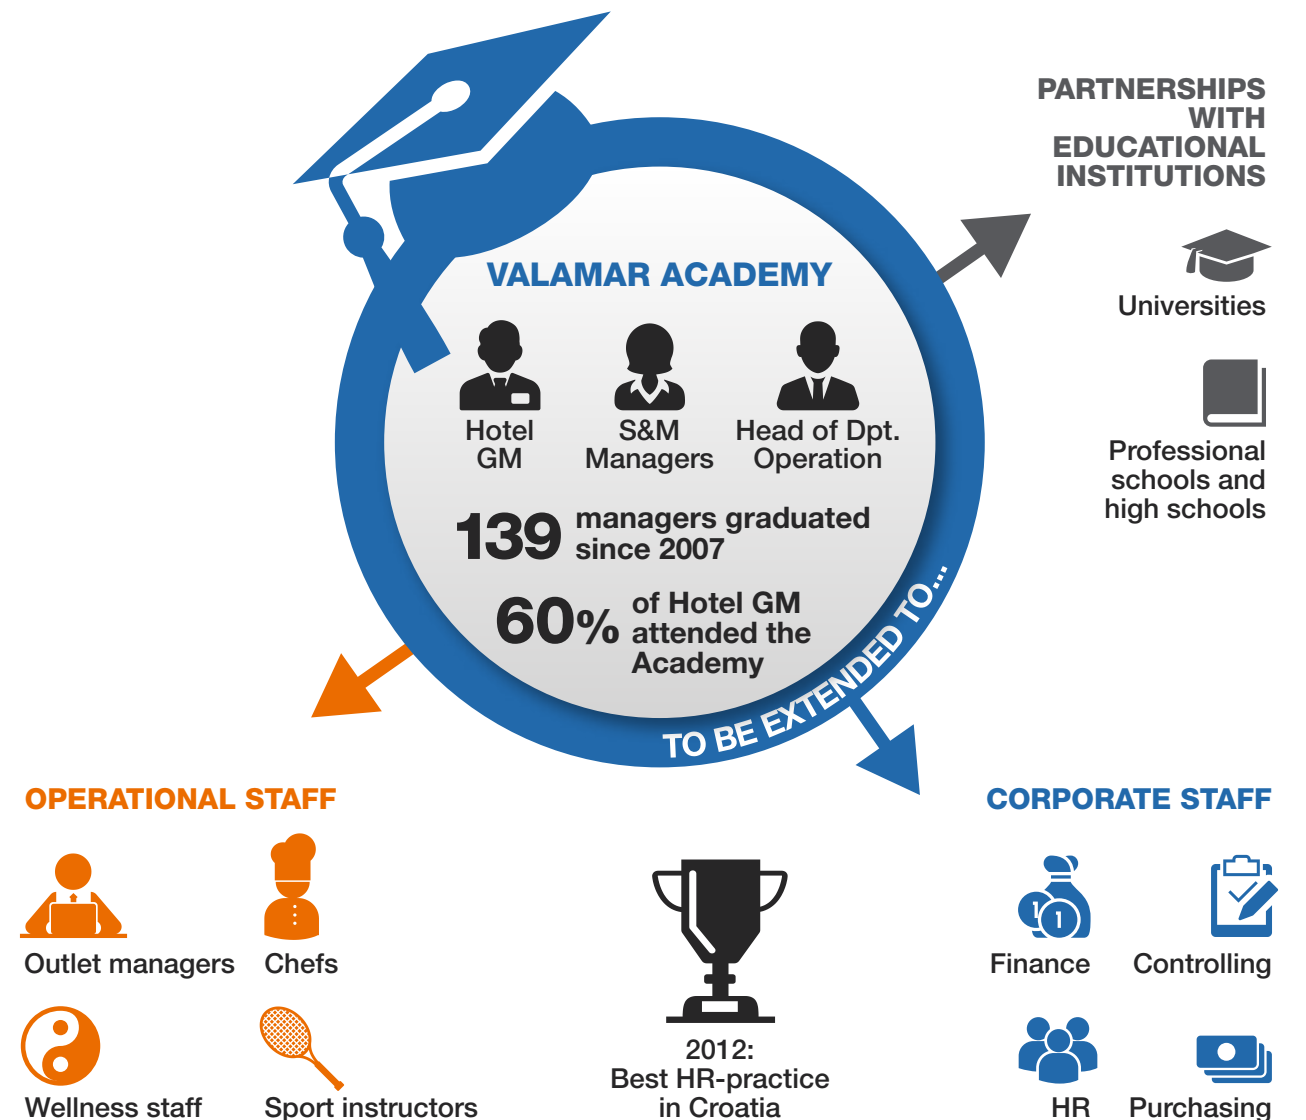 PARTNERSHIPS
WITH
EDUCATIONAL
INSTITUTIONS
Universities
Professional
schools and
high schools
VALAMAR ACADEMY
Hotel
GM
S&M
Managers
Head of Dpt.
Operation
139 managers graduated
since 2007
60% of Hotel GM
attended the
Academy
TO BE EXTENDED TO...
OPERATIONAL STAFF
Outlet managers
Chefs
Wellness staff
Sport instructors
2012:
Best HR-practice
in Croatia
CORPORATE STAFF
1
1
Finance
Controlling
HR
Purchasing